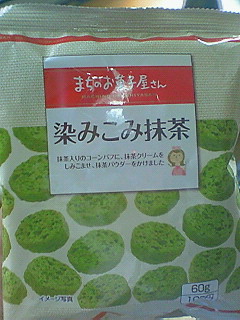 まちのお菓子屋さん
染みこみ抹茶
抹茶入りのコーンパフに、抹茶クリームを
しみこませ、抹茶パウダーをかけました
60g
イメージ写真